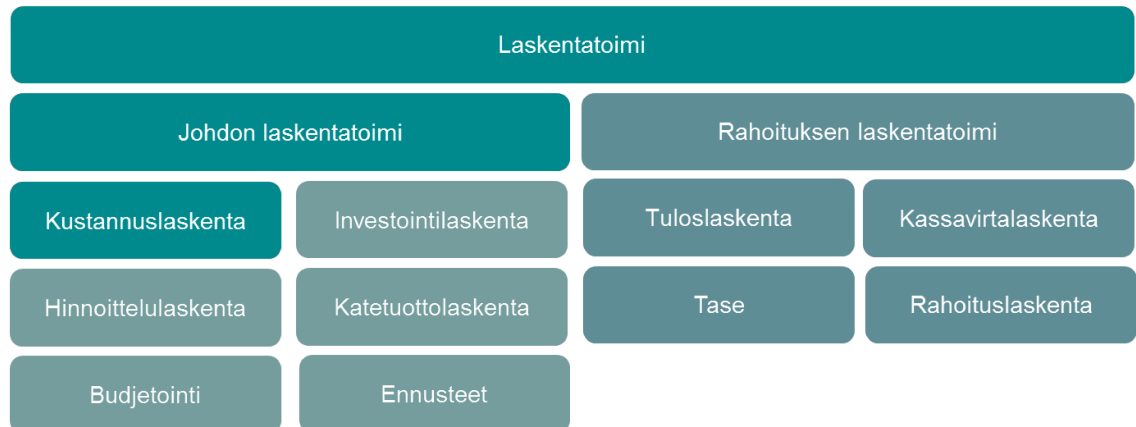 Laskentatoimi
Johdon laskentatoimi
Rahoituksen laskentatoimi
Kustannuslaskenta
Investointilaskenta
Tuloslaskenta
Kassavirtalaskenta
Hinnoittelulaskenta
Katetuottolaskenta
Tase
Rahoituslaskenta
Budjetointi
Ennusteet